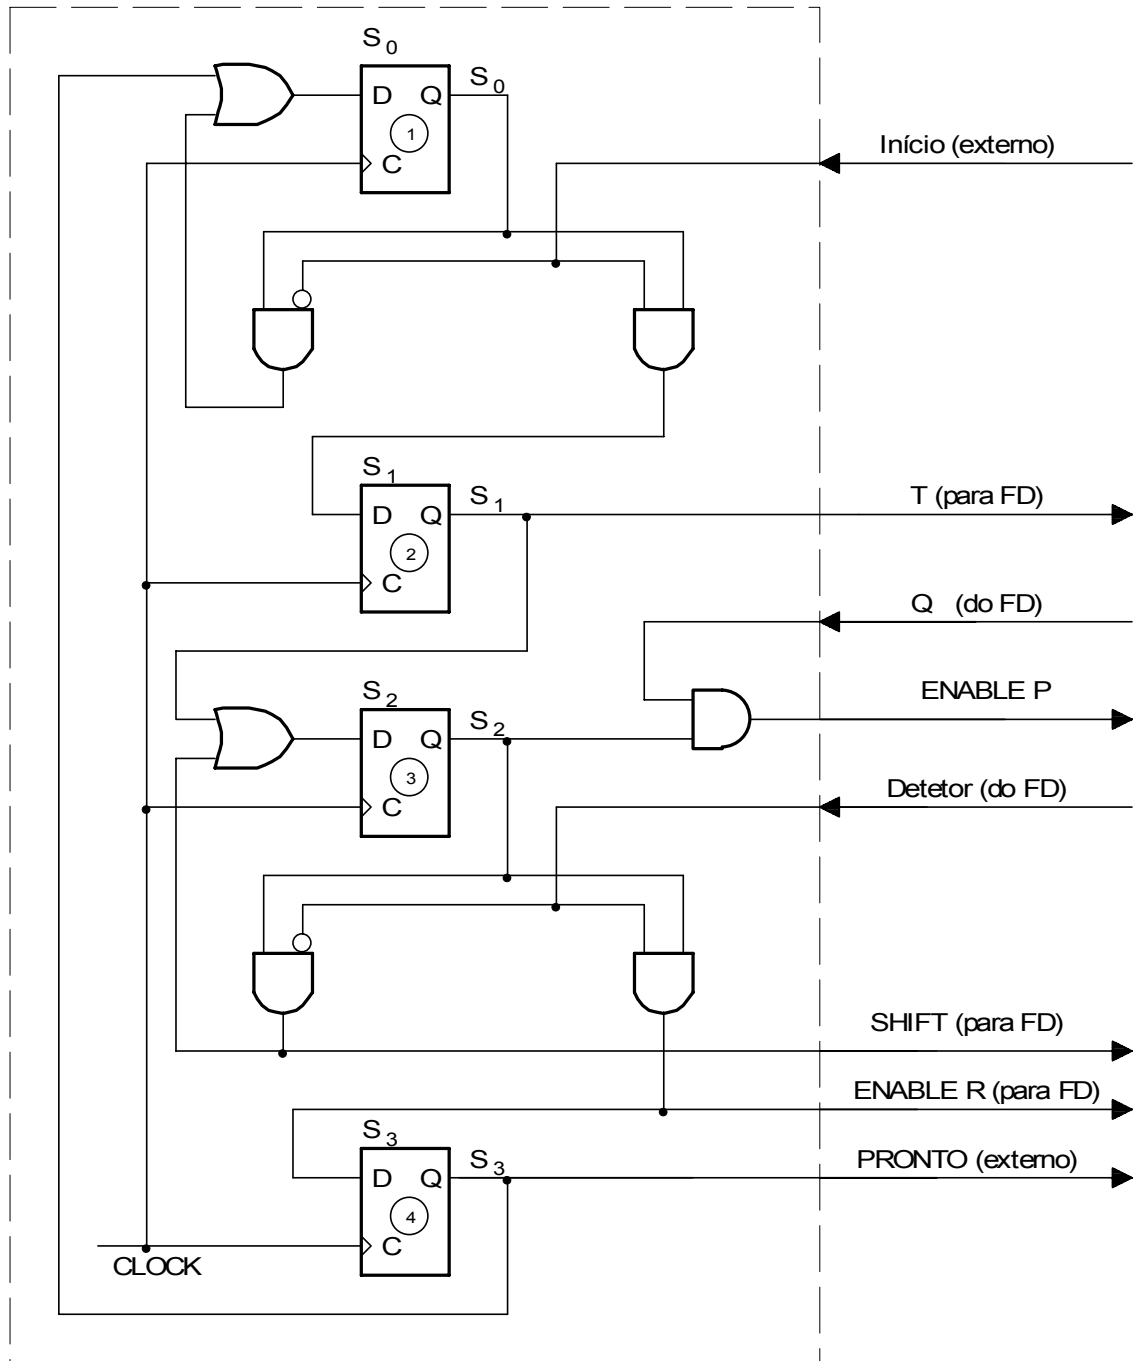 S0
S0
D Q
1
C
Início (externo)
S1
S1
T (para FD)
D Q
2
C
Q (do FD)
S2
S2
ENABLE P
D Q
3
C
Detetor (do FD)
SHIFT (para FD)
ENABLE R (para FD)
S3
S3
PRONTO (externo)
D Q
4
C
CLOCK